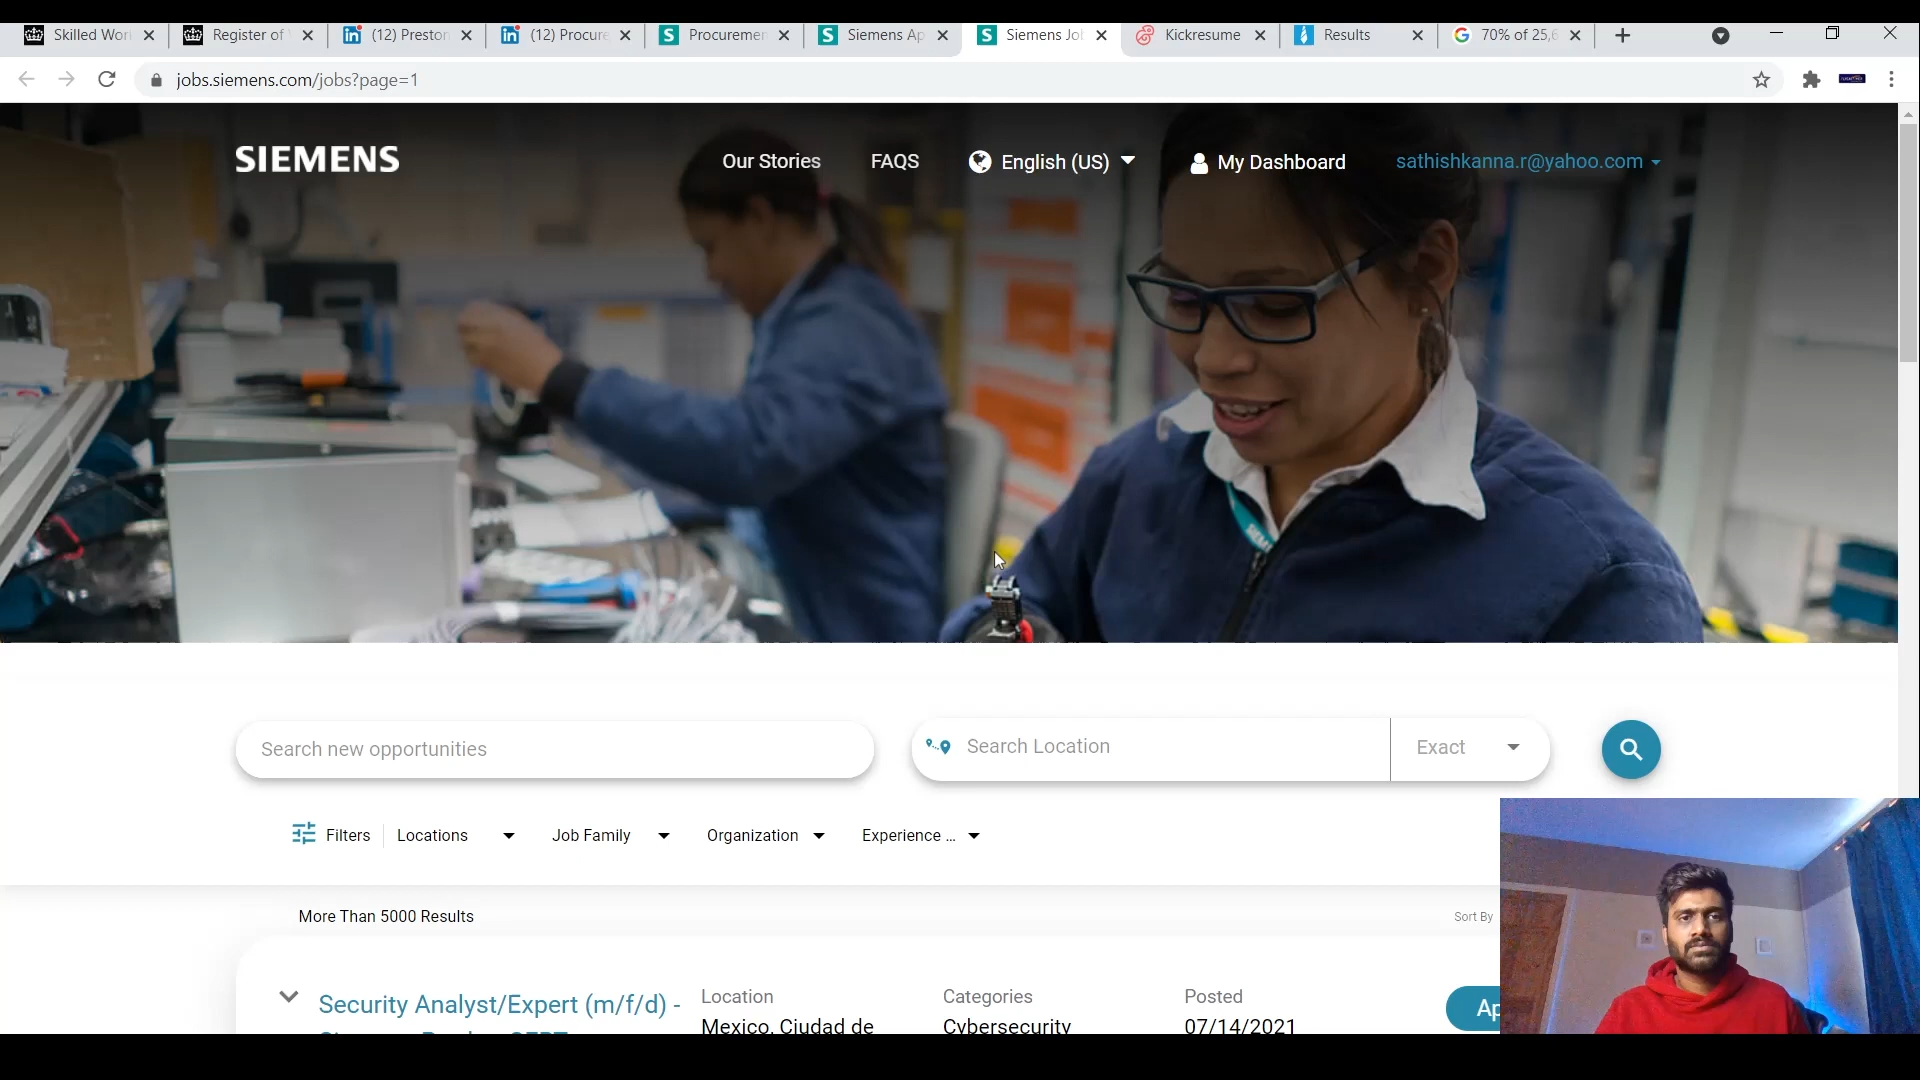 Skilled Wor
Register of
(12) Preston
(12) Procure
Procuremen
Siemens Ap
Siemens Jo
Kickresume
Results
70% of 25,6
jobs.siemens.com/jobs?page=1
SIEMENS
Our Stories
FAQS
English (US)
My Dashboard
sathishkanna.r@yahoo.com
Search new opportunities
Search Location
Exact
Filters
Locations
Job Family
Organization
Experience ...
More Than 5000 Results
Sort By
Security Analyst/Expert (m/f/d) -
Location
Mexico, Ciudad de
Categories
Cybersecurity
Posted
07/14/2021
Ap